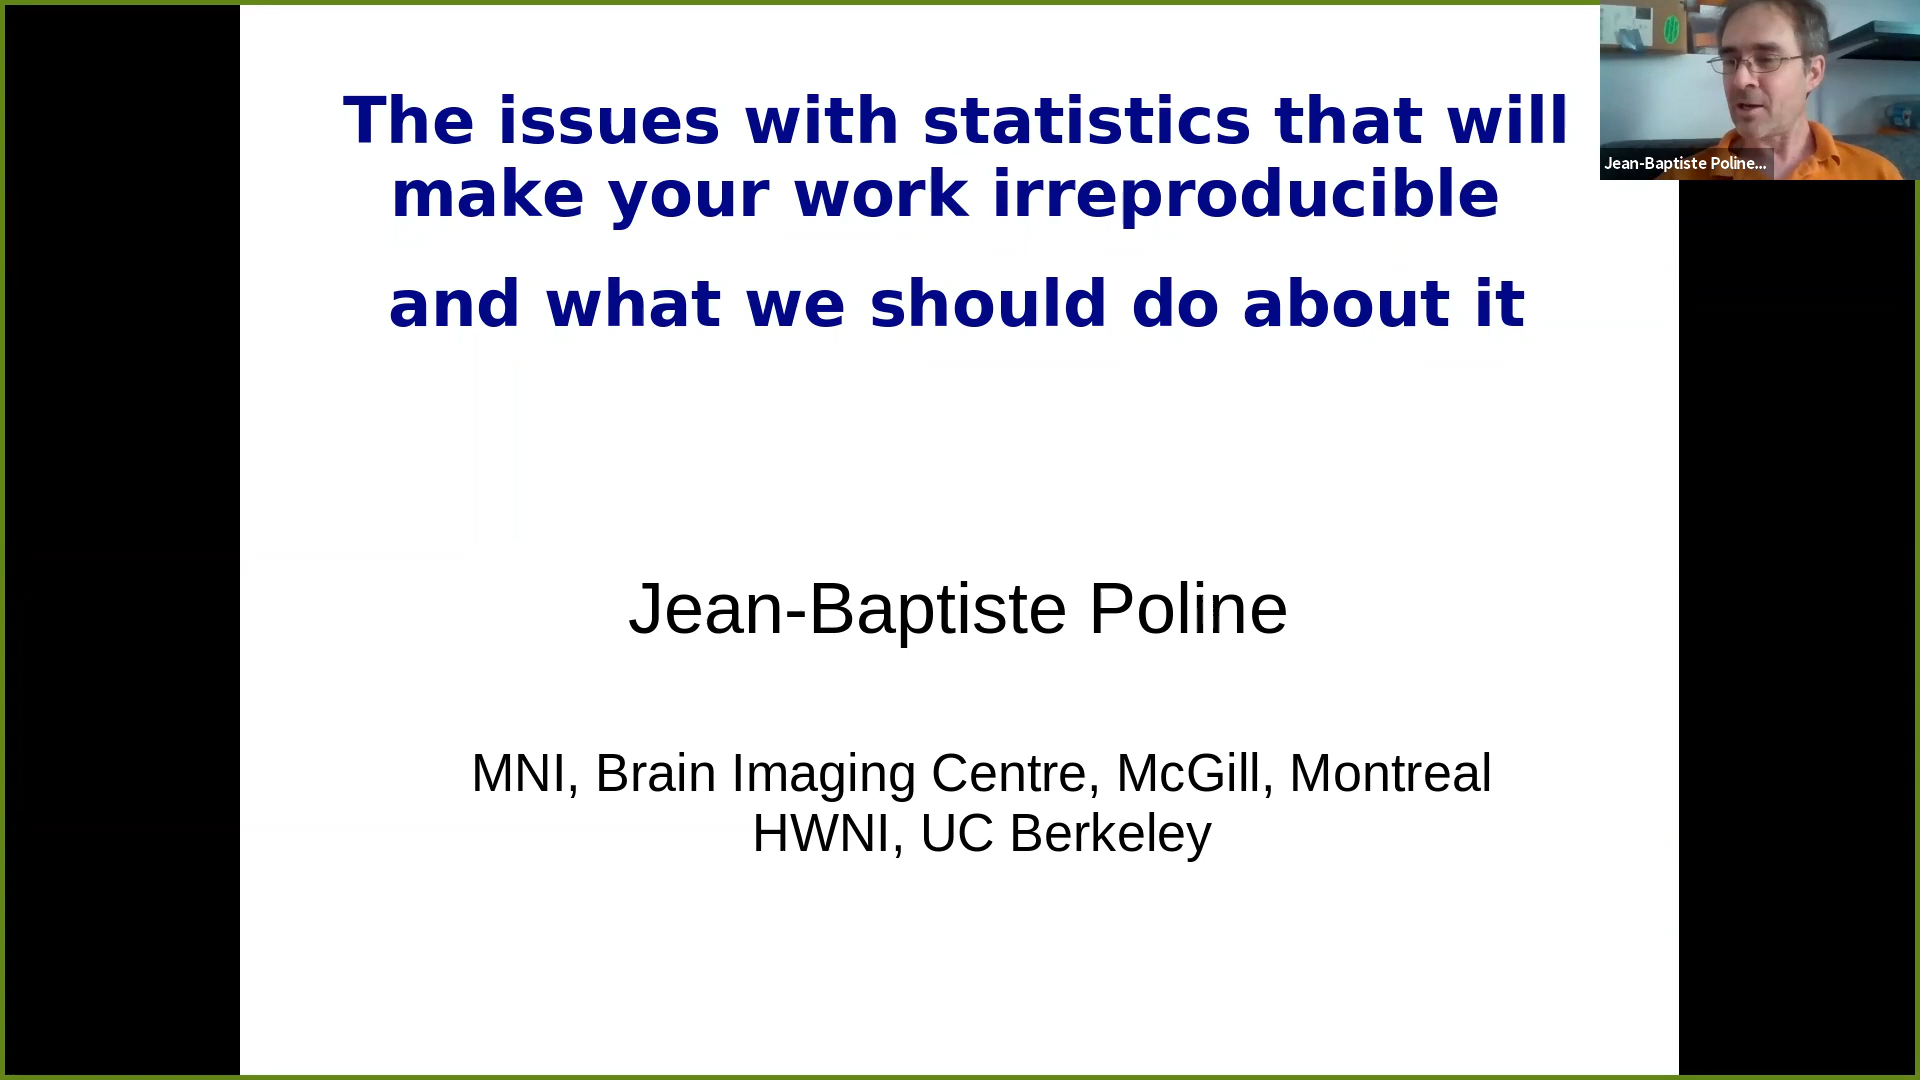 The issues with statistics that will
make your work irreproducible
and what we should do about it
Jean-Baptiste Poline...
Jean-Baptiste Poline
MNI, Brain Imaging Centre, McGill, Montreal
HWNI, UC Berkeley